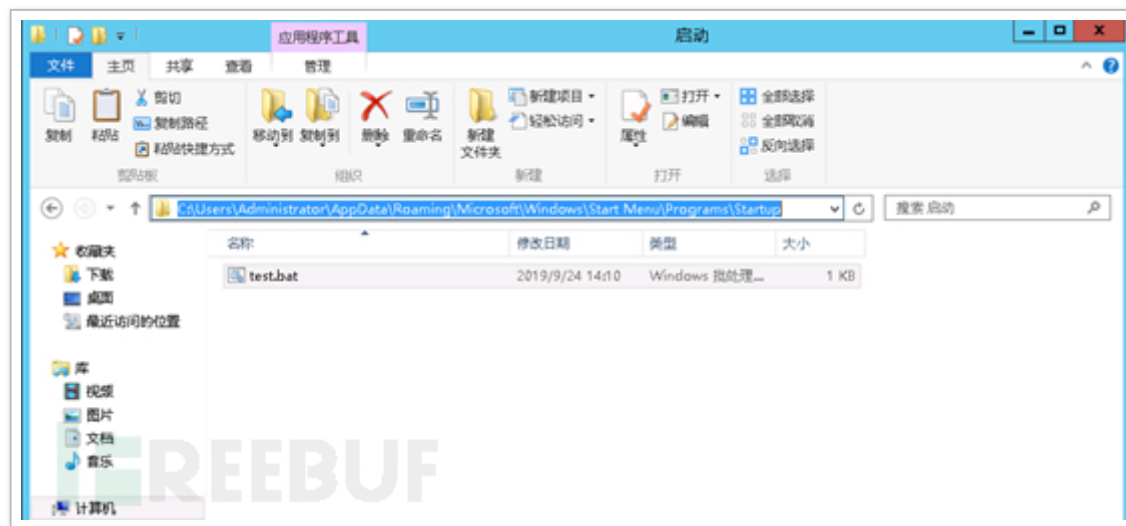 应用程序工具 启动
文件 主页 共享 查看 管理
复制 粘贴 剪切 复制路径 粘贴快捷方式 剪贴板
移动到 复制到 删除 重命名 组织
新建文件夹 新建项目 轻松访问 新建
属性 打开 编辑 打开
全部选择 全部取消 反向选择 选择
C:\Users\Administrator\AppData\Roaming\Microsoft\Windows\Start Menu\Programs\Startup 搜索 启动
收藏夹
下载
桌面
最近访问的位置
库
视频
图片
文档
音乐
计算机
名称 修改日期 类型 大小
test.bat 2019/9/24 14:10 Windows 批处理... 1 KB
FREEBUF